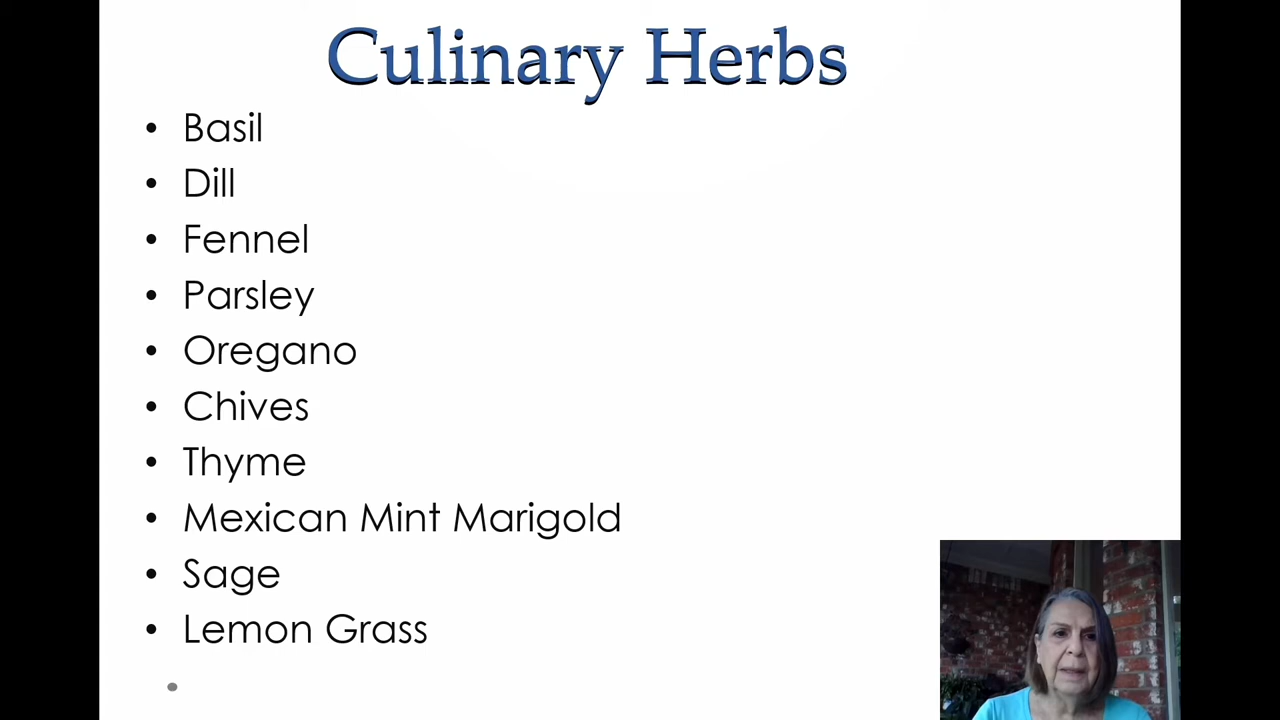 Culinary Herbs
• Basil
• Dill
• Fennel
• Parsley
• Oregano
• Chives
• Thyme
• Mexican Mint Marigold
• Sage
• Lemon Grass
•